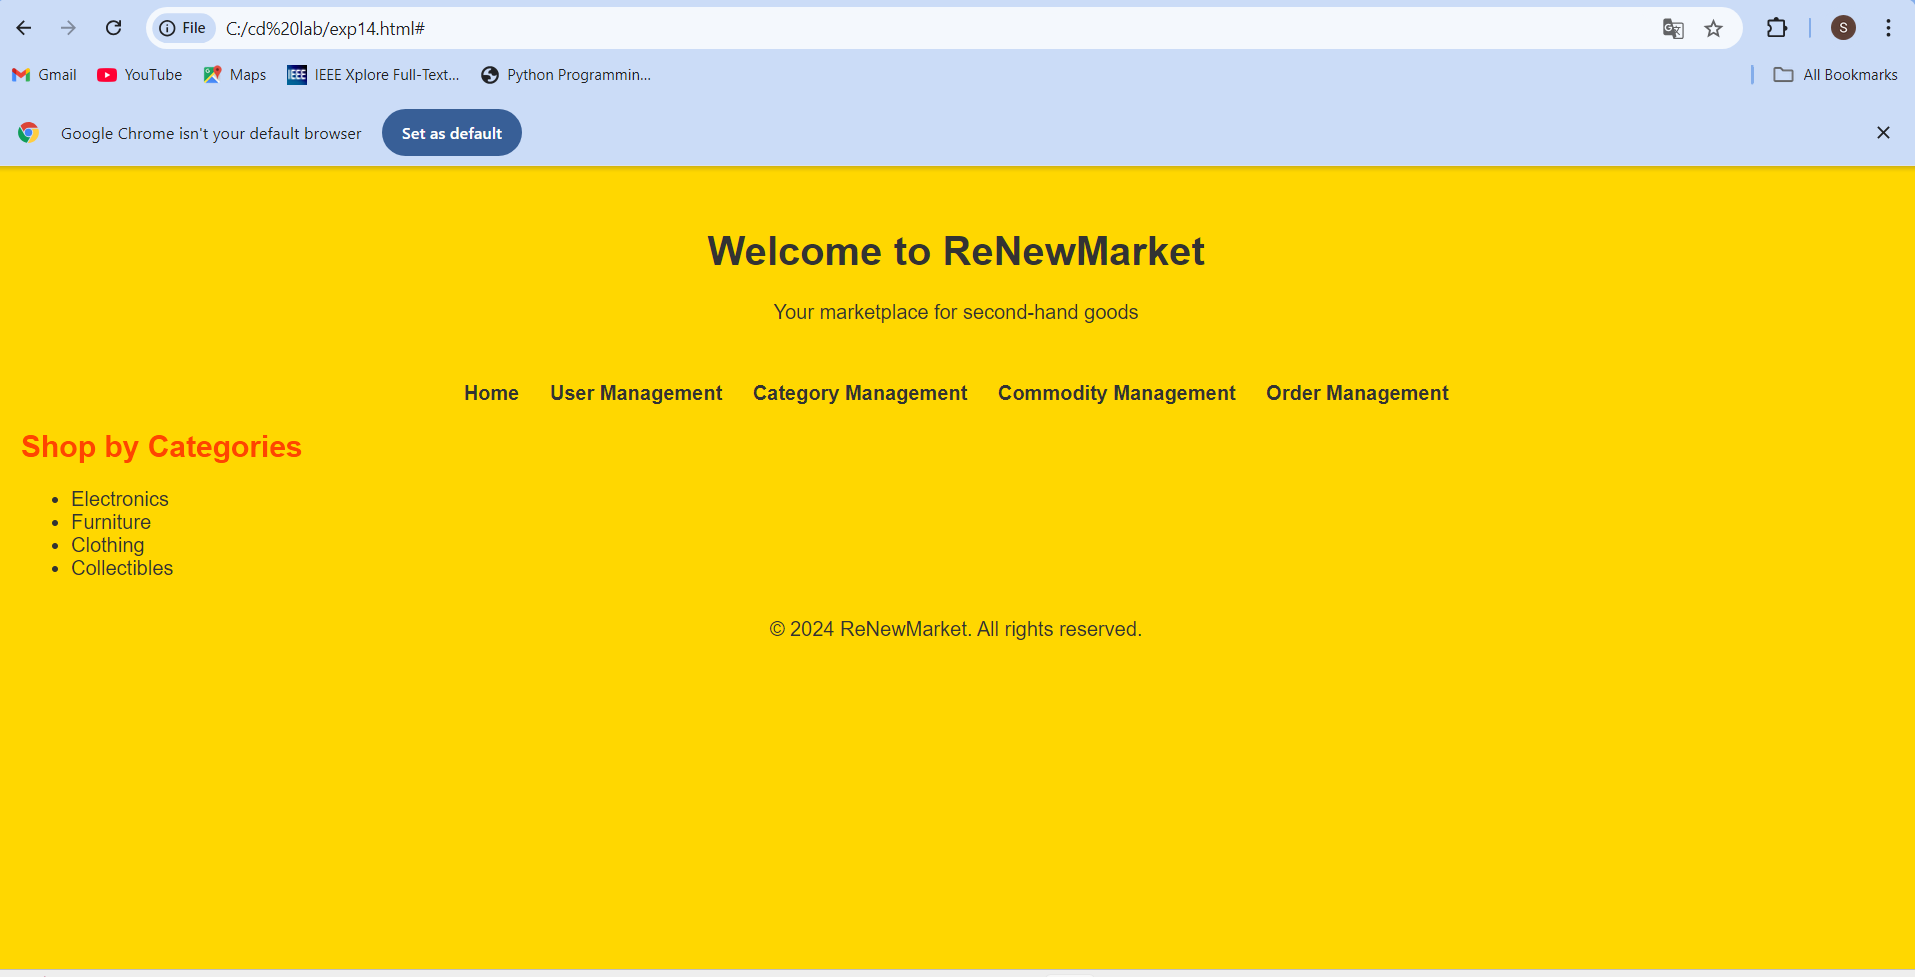 File C:/cd%20lab/exp14.html# S
Gmail YouTube Maps IEEE IEEE Xplore Full-Text... Python Programmin... All Bookmarks
Google Chrome isn't your default browser Set as default
Welcome to ReNewMarket
Your marketplace for second-hand goods
Home User Management Category Management Commodity Management Order Management
Shop by Categories
• Electronics
• Furniture
• Clothing
• Collectibles
© 2024 ReNewMarket. All rights reserved.